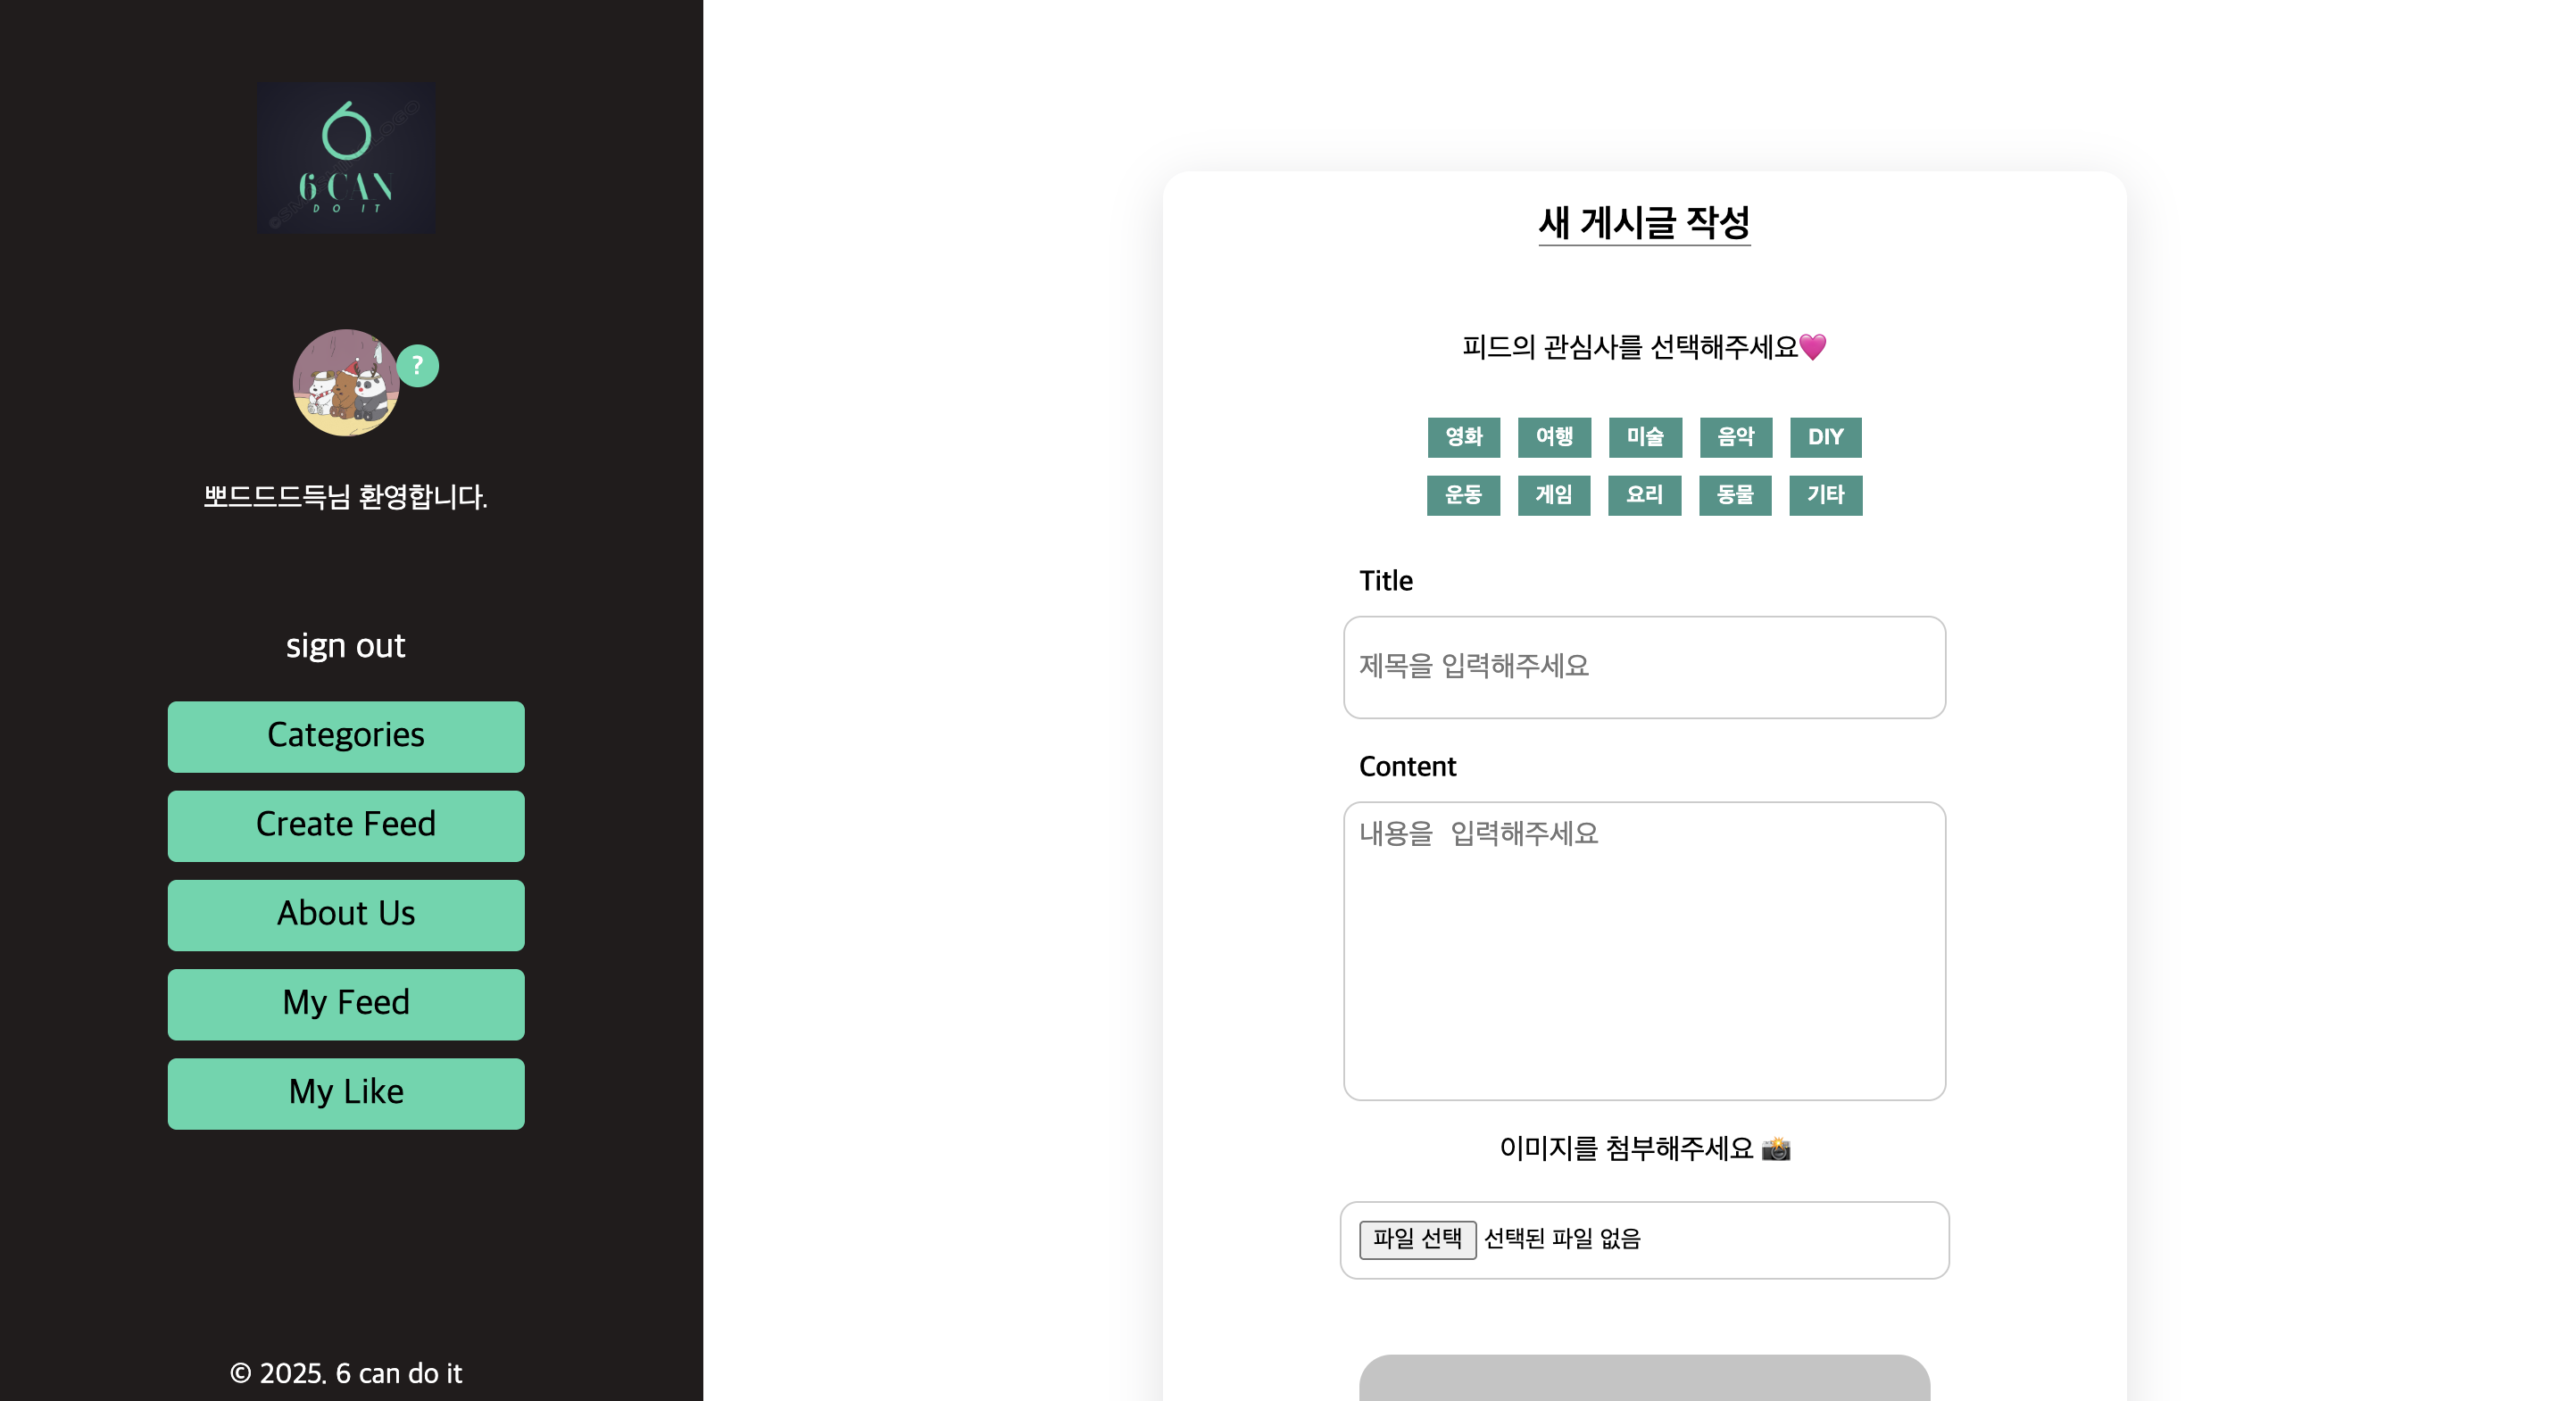 6 CAN
DO IT
?
뽀드드드득님 환영합니다.
sign out
Categories
Create Feed
About Us
My Feed
My Like
© 2025. 6 can do it
새 게시글 작성
피드의 관심사를 선택해주세요
영화 여행 미술 음악 DIY
운동 게임 요리 동물 기타
Title
제목을 입력해주세요
Content
내용을 입력해주세요
이미지를 첨부해주세요
파일 선택 선택된 파일 없음